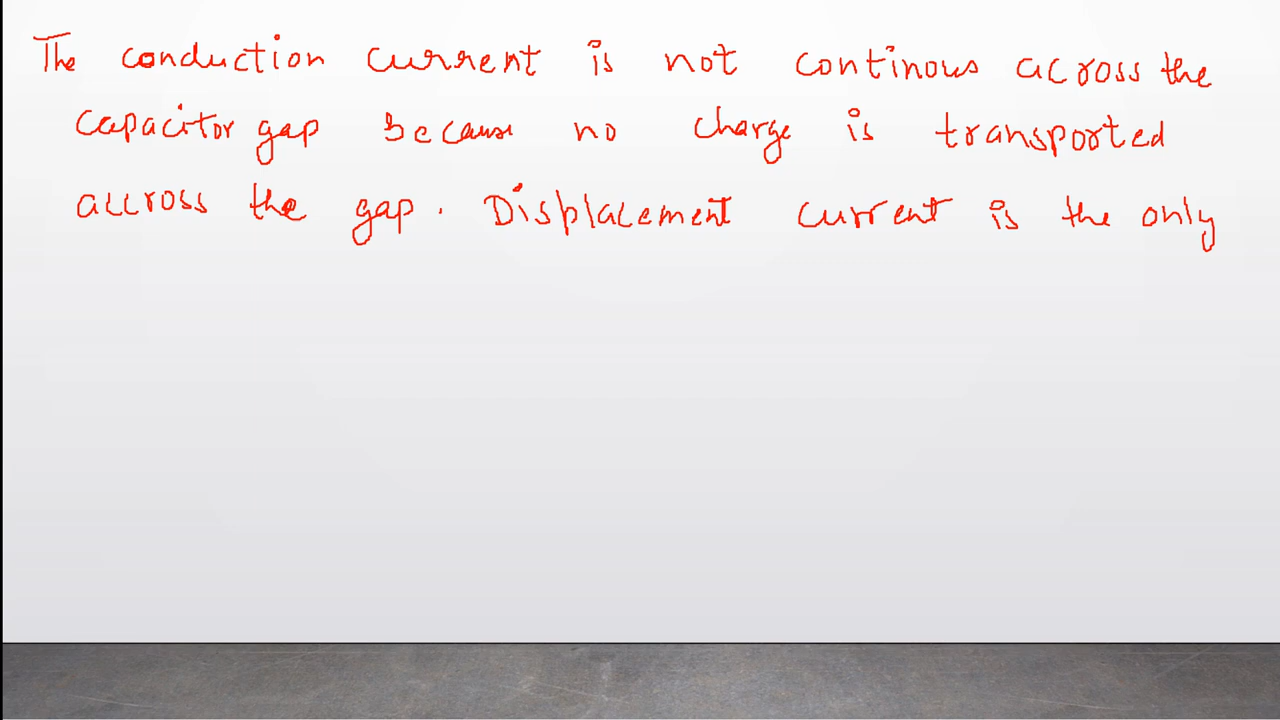 The conduction current is not continous across the
capacitor gap because no charge is transported
accross the gap. Displacement current is the only